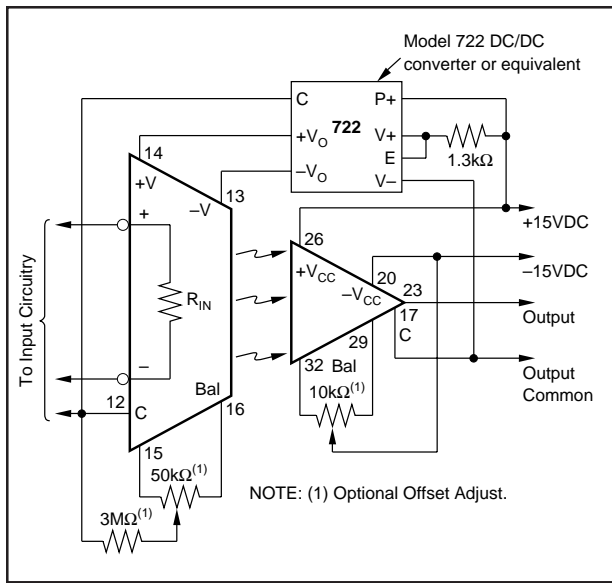 Model 722 DC/DC
converter or equivalent
C
P+
722
+VO
V+
E
–VO
V–
1.3kΩ
14
+V
13
–V
+
26
+15VDC
To Input Circuitry
RIN
+VCC
20
–15VDC
–VCC
23
Output
17
C
29
–
32
Bal
Output
Common
12
C
Bal
16
10kΩ(1)
15
50kΩ(1)
NOTE: (1) Optional Offset Adjust.
3MΩ(1)